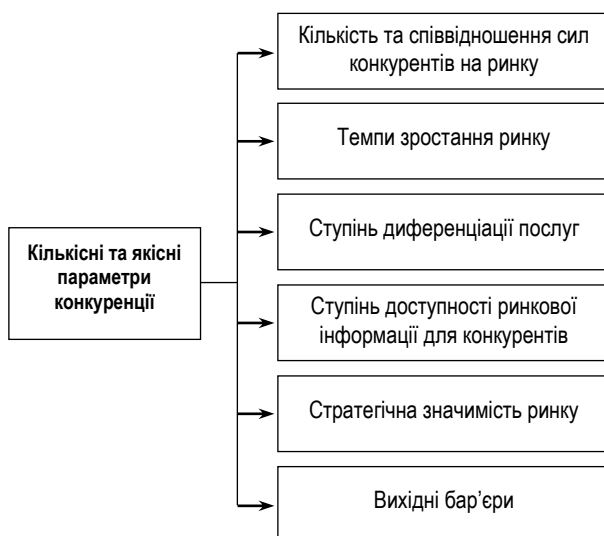 Кількісні та якісні
параметри
конкуренції
Кількість та співвідношення сил
конкурентів на ринку
Темпи зростання ринку
Ступінь диференціації послуг
Ступінь доступності ринкової
інформації для конкурентів
Стратегічна значимість ринку
Вихідні бар’єри